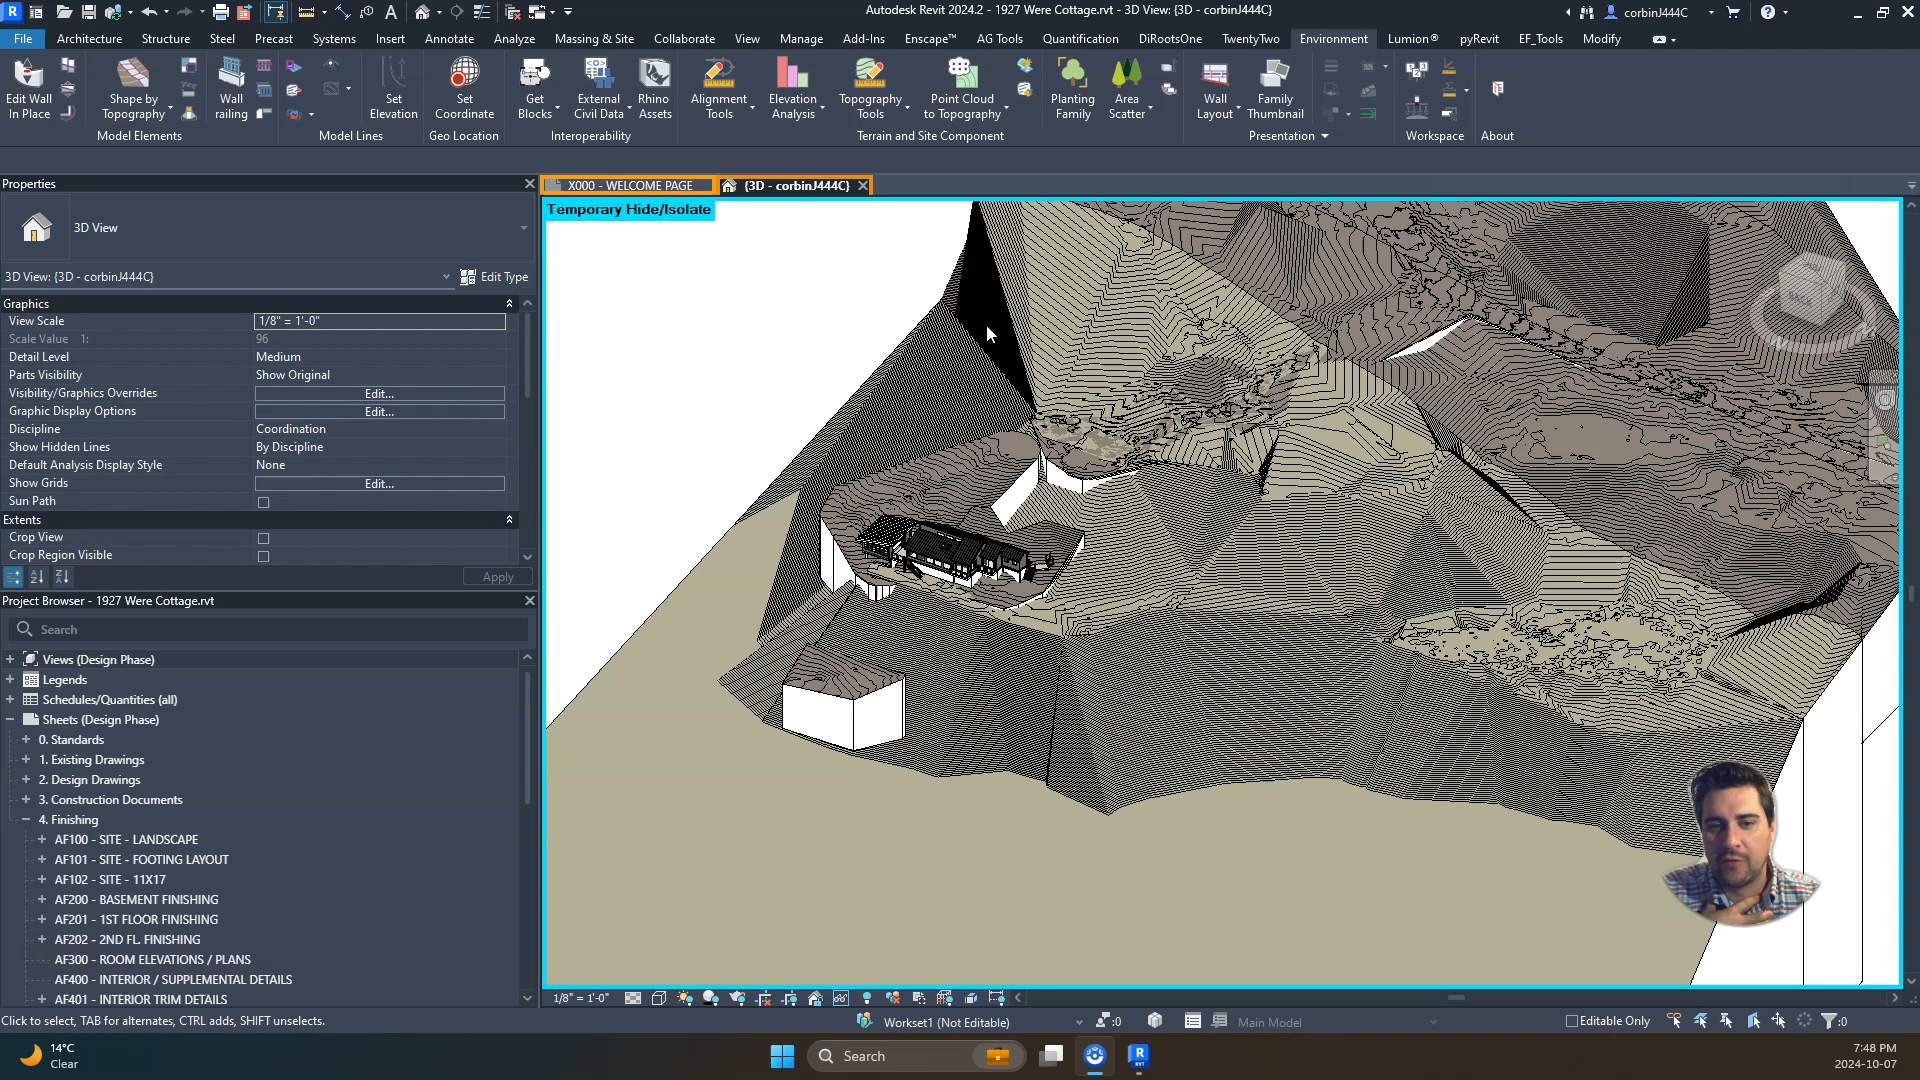 Autodesk Revit 2024.2 - 1927 Were Cottage.rvt - 3D View: {3D - corbinJ444C}
corbinJ444C
File Architecture Structure Steel Precast Systems Insert Annotate Analyze Massing & Site Collaborate View Manage Add-Ins Enscape™ AG Tools Quantification DiRootsOne TwentyTwo Environment Lumion® pyRevit EF_Tools Modify
Edit Wall In Place
Shape by Topography
Wall railing
Set Elevation
Set Coordinate
Get Blocks
External Civil Data
Rhino Assets
Alignment Tools
Elevation Analysis
Topography Tools
Point Cloud to Topography
Planting Family
Area Scatter
Wall Layout
Family Thumbnail
Model Elements Model Lines Geo Location Interoperability Terrain and Site Component Presentation Workspace About
Properties
X000 - WELCOME PAGE
{3D - corbinJ444C}
Temporary Hide/Isolate
3D View
3D View: {3D - corbinJ444C}
Edit Type
Graphics
View Scale 1/8" = 1'-0"
Scale Value 1: 96
Detail Level Medium
Parts Visibility Show Original
Visibility/Graphics Overrides Edit...
Graphic Display Options Edit...
Discipline Coordination
Show Hidden Lines By Discipline
Default Analysis Display Style None
Show Grids Edit...
Sun Path
Extents
Crop View
Crop Region Visible
Apply
Project Browser - 1927 Were Cottage.rvt
Search
Views (Design Phase)
Legends
Schedules/Quantities (all)
Sheets (Design Phase)
0. Standards
1. Existing Drawings
2. Design Drawings
3. Construction Documents
4. Finishing
AF100 - SITE - LANDSCAPE
AF101 - SITE - FOOTING LAYOUT
AF102 - SITE - 11X17
AF200 - BASEMENT FINISHING
AF201 - 1ST FLOOR FINISHING
AF202 - 2ND FL. FINISHING
AF300 - ROOM ELEVATIONS / PLANS
AF400 - INTERIOR / SUPPLEMENTAL DETAILS
AF401 - INTERIOR TRIM DETAILS
BACK
1/8" = 1'-0"
Click to select, TAB for alternates, CTRL adds, SHIFT unselects.
Workset1 (Not Editable)
:0
Main Model
Editable Only
:0
14°C
Clear
Search
7:48 PM
2024-10-07